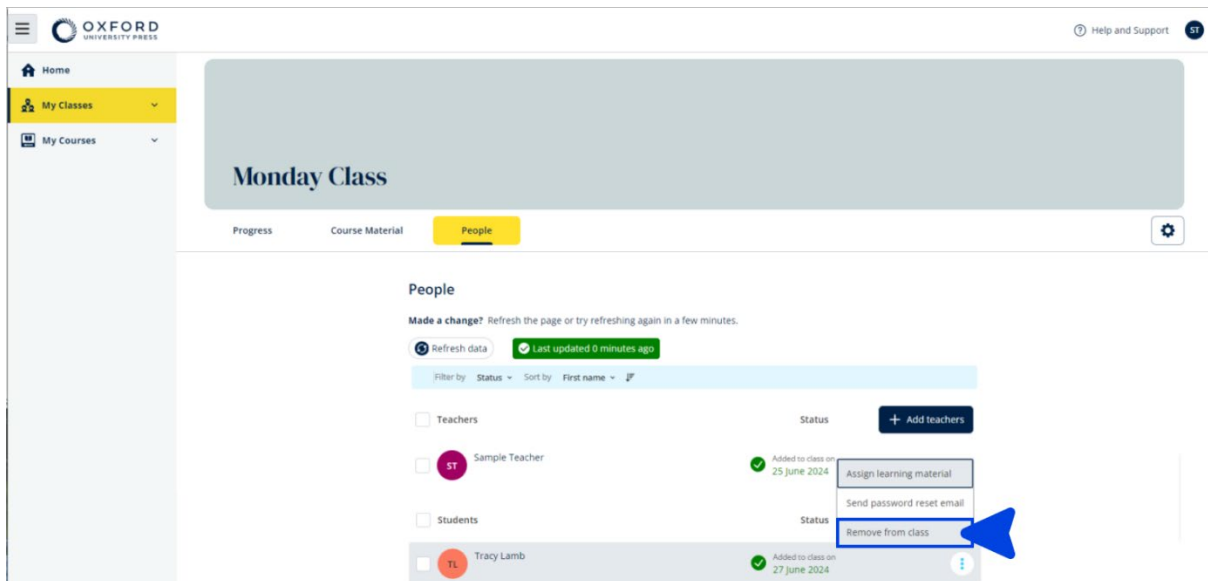 OXFORD
UNIVERSITY PRESS
Help and Support
ST
Home
My Classes
My Courses
Monday Class
Progress
Course Material
People
People
Made a change? Refresh the page or try refreshing again in a few minutes.
Refresh data
Last updated 0 minutes ago
Filter by Status Sort by First name
Teachers
Status
+ Add teachers
ST
Sample Teacher
Added to class on
25 June 2024
Assign learning material
Send password reset email
Students
Status
Remove from class
TL
Tracy Lamb
Added to class on
27 June 2024